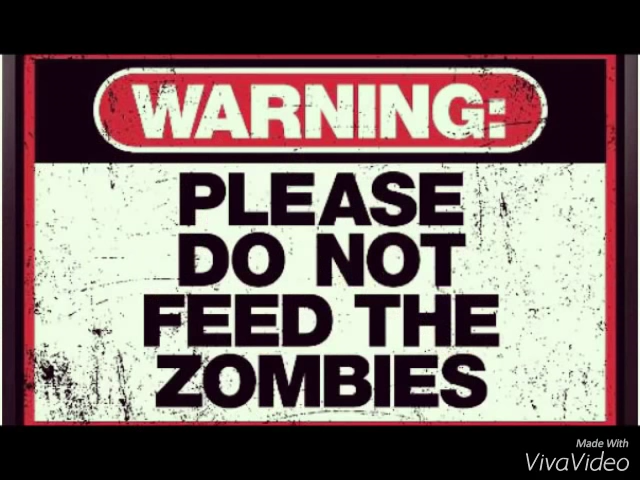 WARNING:
PLEASE
DO NOT
FEED THE
ZOMBIES
Made With
VivaVideo